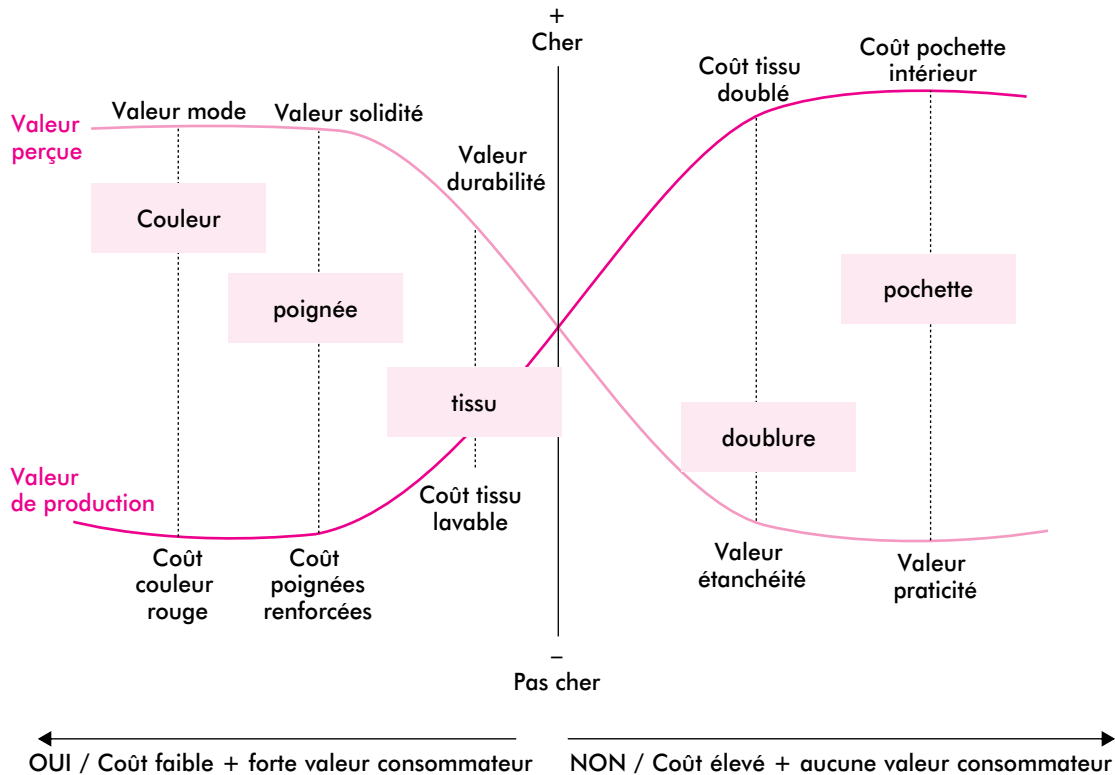 +
Cher
Coût tissu
doublé
Coût pochette
intérieur
Valeur
perçue
Valeur mode
Valeur solidité
Valeur
durabilité
Couleur
poignée
pochette
tissu
doublure
Valeur
de production
Coût tissu
lavable
Coût
couleur
rouge
Coût
poignées
renforcées
Valeur
étanchéité
Valeur
praticité
–
Pas cher
OUI / Coût faible + forte valeur consommateur
NON / Coût élevé + aucune valeur consommateur